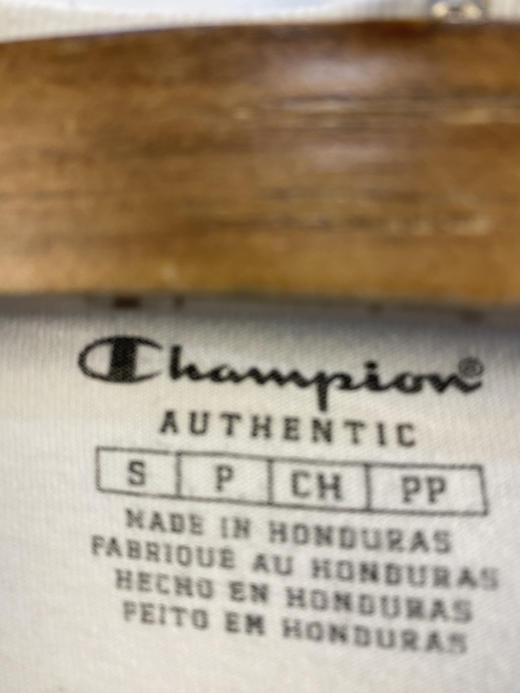 Champion®
AUTHENTIC
S P CH PP
MADE IN HONDURAS
FABRIQUÉ AU HONDURAS
HECHO EN HONDURAS
FEITO EM HONDURAS